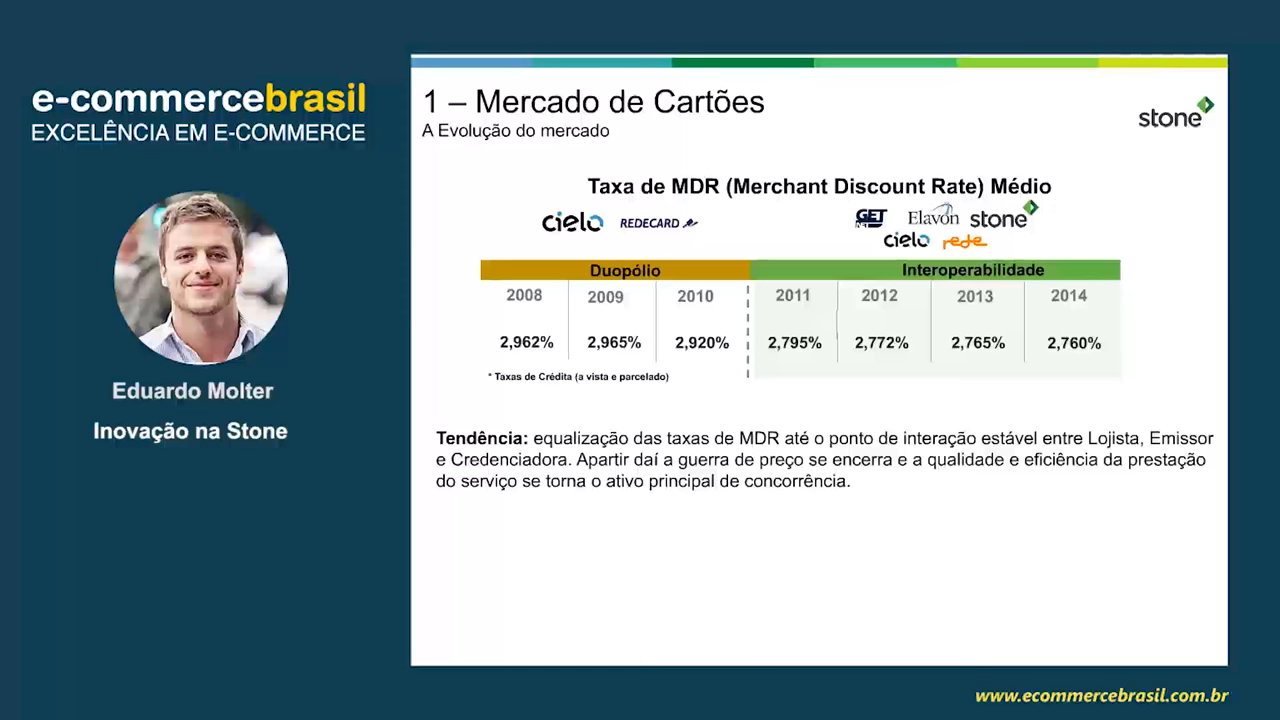 e-commercebrasil
EXCELÊNCIA EM E-COMMERCE
Eduardo Molter
Inovação na Stone
1 – Mercado de Cartões
A Evolução do mercado
stone
Taxa de MDR (Merchant Discount Rate) Médio
cielo REDECARD
GET NET Elavon stone
cielo rede
Duopólio Interoperabilidade
2008 2009 2010 2011 2012 2013 2014
2,962% 2,965% 2,920% 2,795% 2,772% 2,765% 2,760%
* Taxas de Crédita (a vista e parcelado)
Tendência: equalização das taxas de MDR até o ponto de interação estável entre Lojista, Emissor
e Credenciadora. Apartir daí a guerra de preço se encerra e a qualidade e eficiência da prestação
do serviço se torna o ativo principal de concorrência.
www.ecommercebrasil.com.br